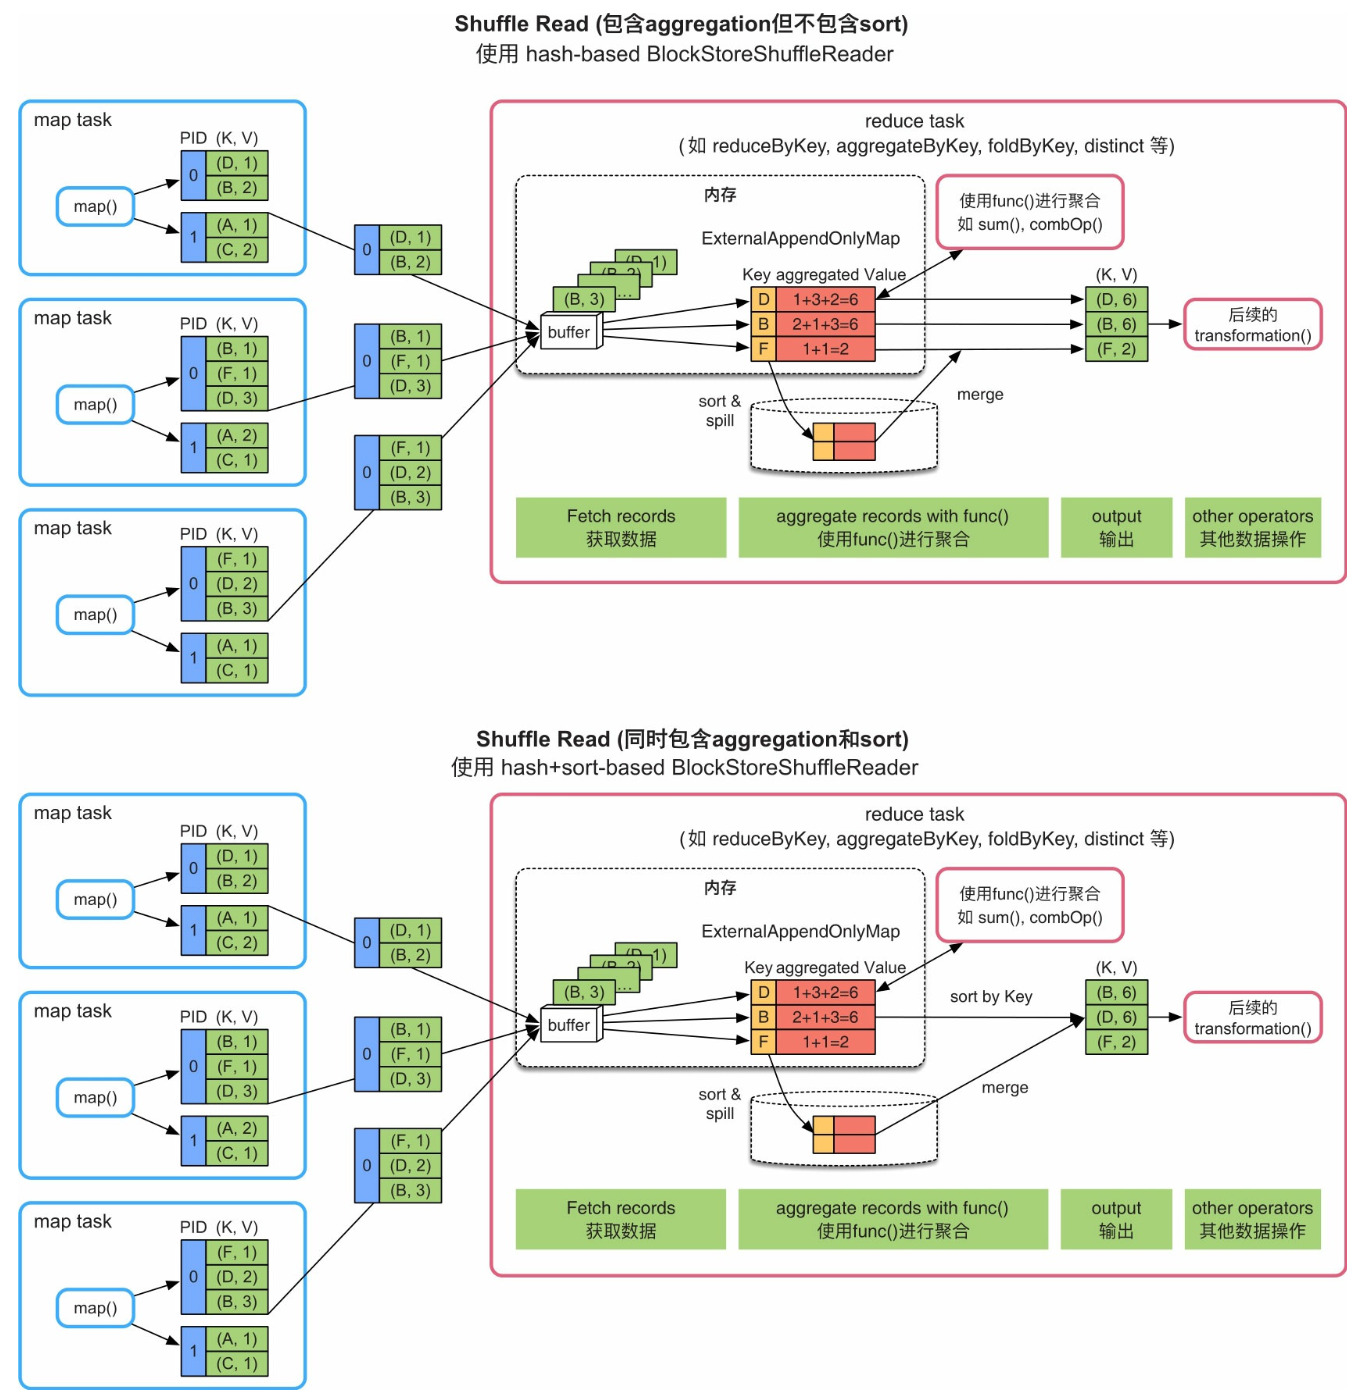 Shuffle Read (包含aggregation但不包含sort)
使用 hash-based BlockStoreShuffleReader
map task
PID (K, V)
map()
0
(D, 1)
(B, 2)
1
(A, 1)
(C, 2)
map task
PID (K, V)
map()
0
(B, 1)
(F, 1)
(D, 3)
1
(A, 2)
(C, 1)
map task
PID (K, V)
map()
0
(F, 1)
(D, 2)
(B, 3)
1
(A, 1)
(C, 1)
0
(D, 1)
(B, 2)
0
(B, 1)
(F, 1)
(D, 3)
0
(F, 1)
(D, 2)
(B, 3)
reduce task
(如 reduceByKey, aggregateByKey, foldByKey, distinct 等)
内存
(D, 1)
(B, 2)
...
(B, 3)
buffer
ExternalAppendOnlyMap
Key aggregated Value
D 1+3+2=6
B 2+1+3=6
F 1+1=2
使用func()进行聚合
如 sum(), combOp()
sort &
spill
merge
(K, V)
(D, 6)
(B, 6)
(F, 2)
后续的
transformation()
Fetch records
获取数据
aggregate records with func()
使用func()进行聚合
output
输出
other operators
其他数据操作
Shuffle Read (同时包含aggregation和sort)
使用 hash+sort-based BlockStoreShuffleReader
map task
PID (K, V)
map()
0
(D, 1)
(B, 2)
1
(A, 1)
(C, 2)
map task
PID (K, V)
map()
0
(B, 1)
(F, 1)
(D, 3)
1
(A, 2)
(C, 1)
map task
PID (K, V)
map()
0
(F, 1)
(D, 2)
(B, 3)
1
(A, 1)
(C, 1)
0
(D, 1)
(B, 2)
0
(B, 1)
(F, 1)
(D, 3)
0
(F, 1)
(D, 2)
(B, 3)
reduce task
(如 reduceByKey, aggregateByKey, foldByKey, distinct 等)
内存
(D, 1)
(B, 2)
...
(B, 3)
buffer
ExternalAppendOnlyMap
Key aggregated Value
D 1+3+2=6
B 2+1+3=6
F 1+1=2
使用func()进行聚合
如 sum(), combOp()
sort by Key
sort &
spill
merge
(K, V)
(B, 6)
(D, 6)
(F, 2)
后续的
transformation()
Fetch records
获取数据
aggregate records with func()
使用func()进行聚合
output
输出
other operators
其他数据操作